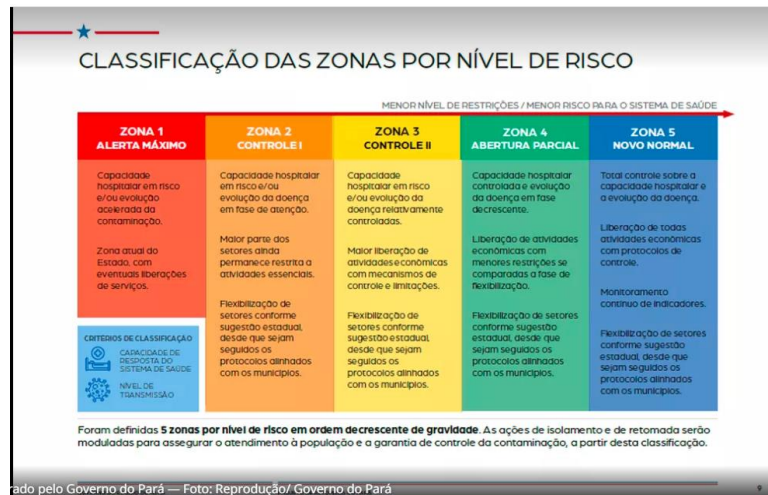 CLASSIFICAÇÃO DAS ZONAS POR NÍVEL DE RISCO
MENOR NÍVEL DE RESTRIÇÕES / MENOR RISCO PARA O SISTEMA DE SAÚDE
ZONA 1
ALERTA MÁXIMO
Capacidade
hospitalar em risco
e/ou evolução
acelerada da
contaminação.
Zona atual do
Estado, com
eventuais liberações
de serviços.
CRITÉRIOS DE CLASSIFICAÇÃO
CAPACIDADE DE
RESPOSTA DO
SISTEMA DE SAÚDE
NÍVEL DE
TRANSMISSÃO
ZONA 2
CONTROLE I
Capacidade hospitalar
em risco e/ou
evolução da doença
em fase de atenção.
Maior parte dos
setores ainda
permanece restrita a
atividades essenciais.
Flexibilização de
setores conforme
sugestão estadual,
desde que sejam
seguidos os
protocolos alinhados
com os municípios.
ZONA 3
CONTROLE II
Capacidade
hospitalar em risco
e/ou evolução da
doença relativamente
controladas.
Maior liberação de
atividades econômicas
com mecanismos de
controle e limitações.
Flexibilização de
setores conforme
sugestão estadual,
desde que sejam
seguidos os
protocolos alinhados
com os municípios.
ZONA 4
ABERTURA PARCIAL
Capacidade hospitalar
controlada e evolução
da doença em fase
decrescente.
Liberação de atividades
econômicas com
menores restrições se
comparadas a fase de
flexibilização.
Flexibilização de setores
conforme sugestão
estadual, desde que
sejam seguidos os
protocolos alinhados
com os municípios.
ZONA 5
NOVO NORMAL
Total controle sobre a
capacidade hospitalar e
a evolução da doença.
Liberação de todas
atividades econômicas
com protocolos de
controle.
Monitoramento
contínuo de indicadores.
Flexibilização de setores
conforme sugestão
estadual, desde que
sejam seguidos os
protocolos alinhados
com os municípios.
Foram definidas 5 zonas por nível de risco em ordem decrescente de gravidade. As ações de isolamento e de retomada serão
moduladas para assegurar o atendimento à população e a garantia de controle da contaminação, a partir desta classificação.
rado pelo Governo do Pará — Foto: Reprodução/ Governo do Pará
9